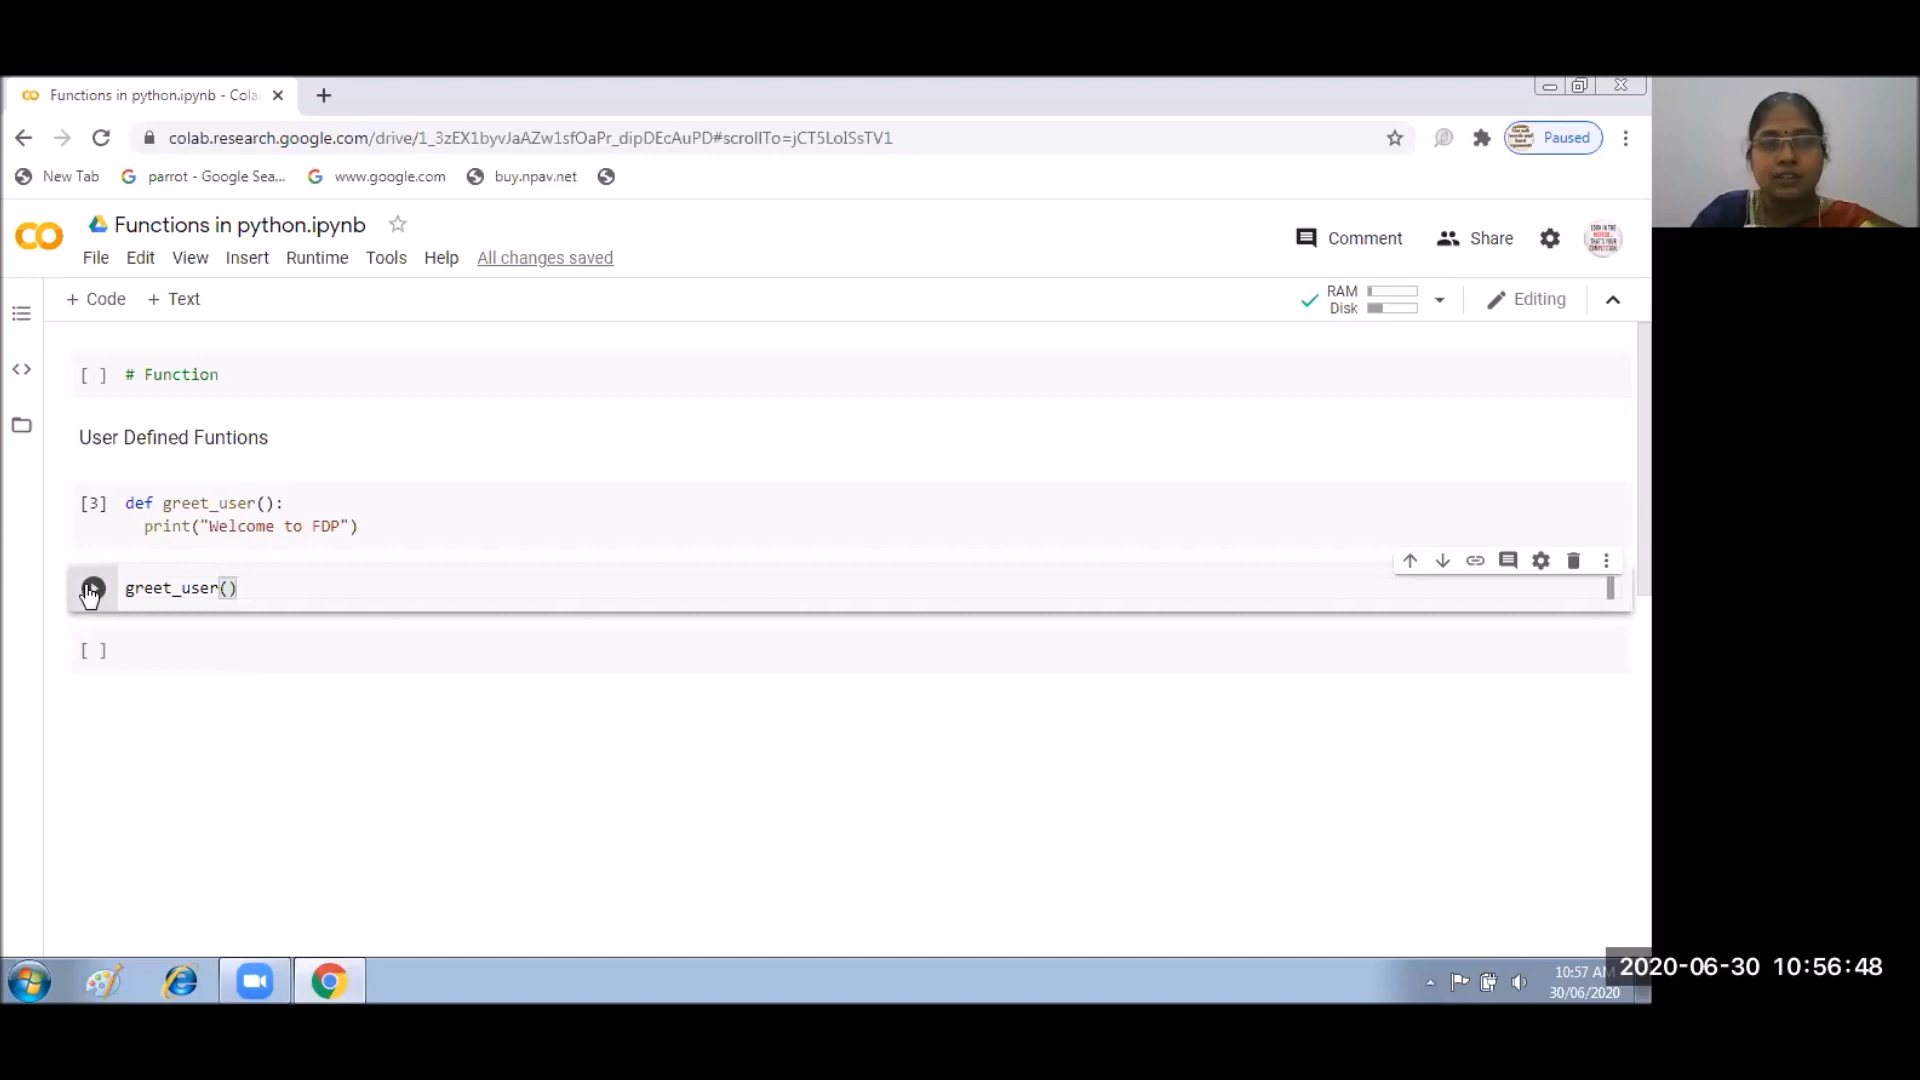 Functions in python.ipynb - Cola
colab.research.google.com/drive/1_3zEX1byvJaAZw1sfOaPr_dipDEcAuPD#scrollTo=jCT5LoISsTV1
Paused
New Tab
parrot - Google Sea...
www.google.com
buy.npav.net
CO
Functions in python.ipynb
File Edit View Insert Runtime Tools Help All changes saved
Comment
Share
+ Code + Text
RAM
Disk
Editing
[ ] # Function
User Defined Funtions
[3] def greet_user():
print("Welcome to FDP")
greet_user()
[ ]
10:57 AM
30/06/2020
2020-06-30 10:56:48